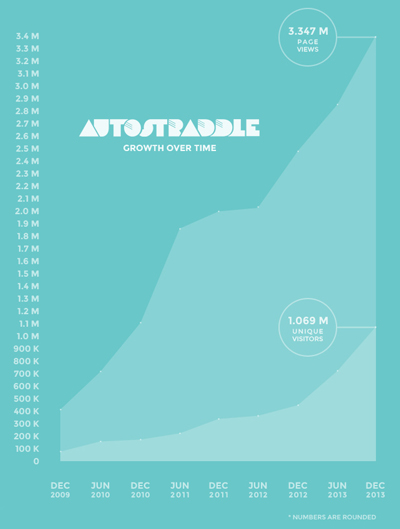 3.347 M
PAGE
VIEWS
AUTOSTRADDLE
GROWTH OVER TIME
3.4 M
3.3 M
3.2 M
3.1 M
3.0 M
2.9 M
2.8 M
2.7 M
2.6 M
2.5 M
2.4 M
2.3 M
2.2 M
2.1 M
2.0 M
1.9 M
1.8 M
1.7 M
1.6 M
1.5 M
1.4 M
1.3 M
1.2 M
1.1 M
1.0 M
900 K
800 K
700 K
600 K
500 K
400 K
300 K
200 K
100 K
0
1.069 M
UNIQUE
VISITORS
DEC JUN DEC JUN DEC JUN DEC JUN DEC
2009 2010 2010 2011 2011 2012 2012 2013 2013
* NUMBERS ARE ROUNDED